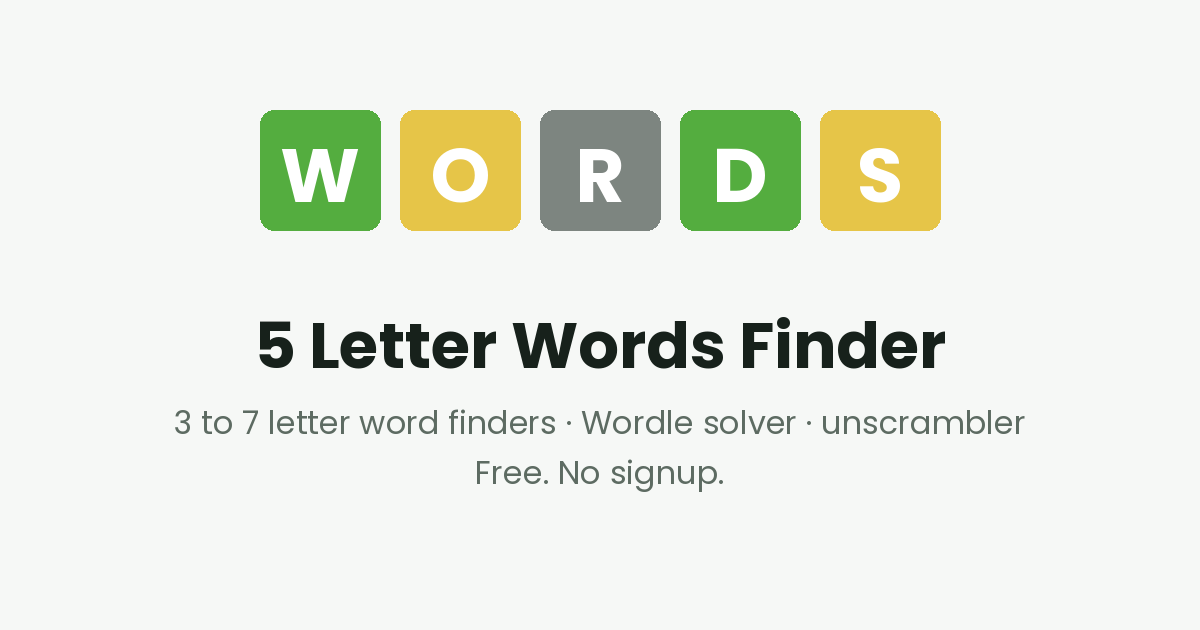 WORDS
5 Letter Words Finder
3 to 7 letter word finders · Wordle solver · unscrambler
Free. No signup.